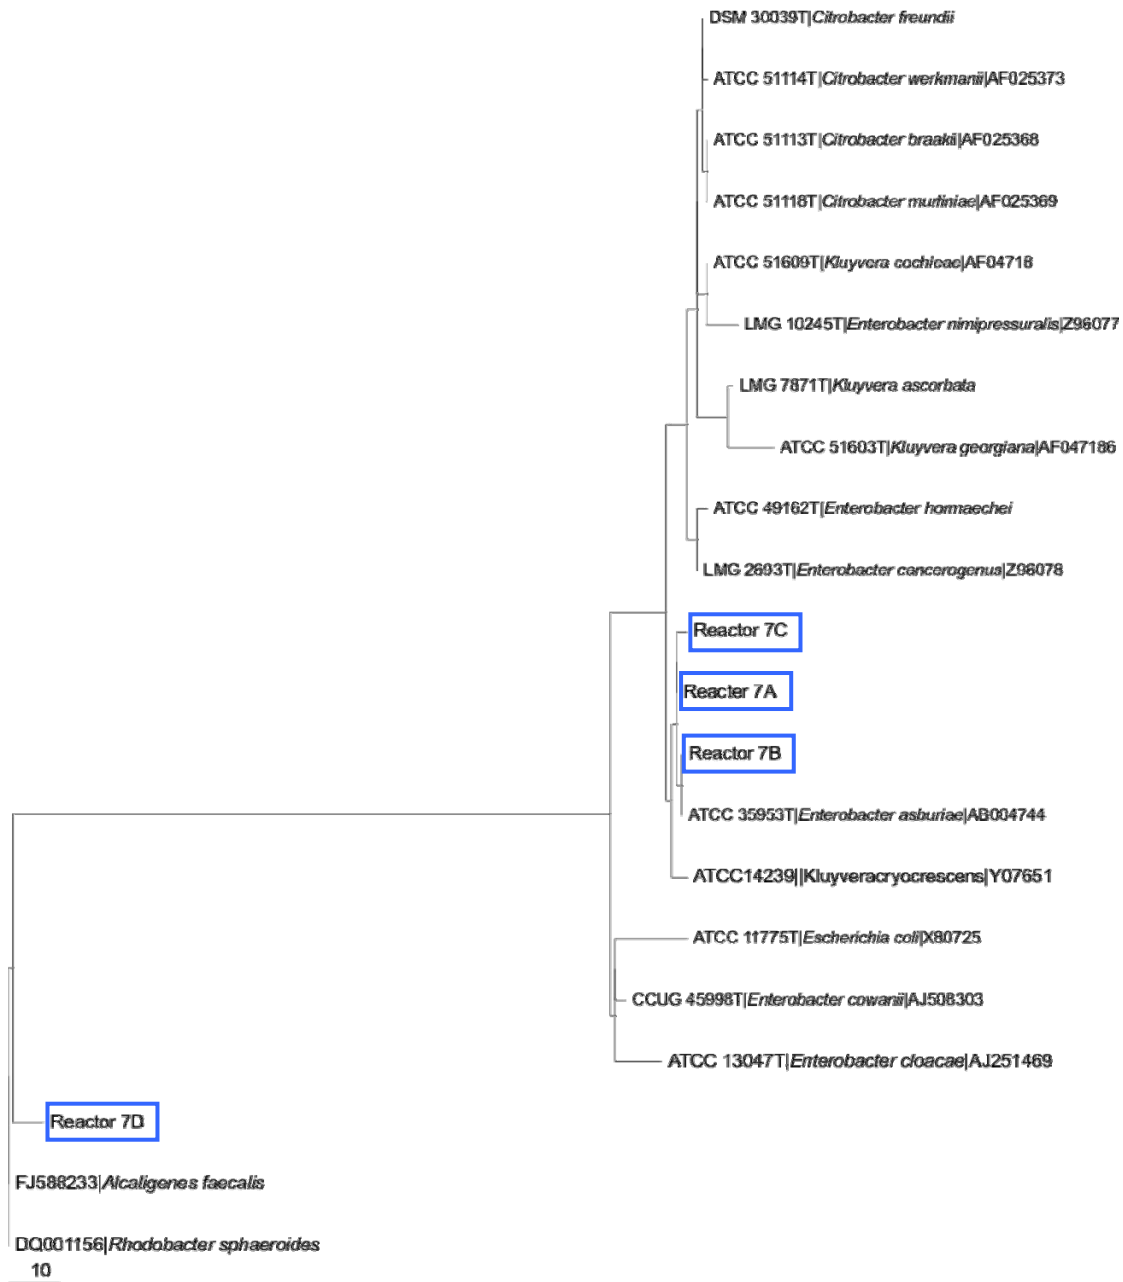 DSM 30039T|Citrobacter freundii
ATCC 51114T|Citrobacter werkmanii|AF025373
ATCC 51113T|Citrobacter braakii|AF025368
ATCC 51118T|Citrobacter murliniae|AF025369
ATCC 51609T|Kluyvera cochleae|AF04718
LMG 10245T|Enterobacter nimipressuralis|Z96077
LMG 7871T|Kluyvera ascorbata
ATCC 51603T|Kluyvera georgiana|AF047186
ATCC 49162T|Enterobacter hormaechei
LMG 2693T|Enterobacter cancerogenus|Z96078
Reactor 7C
Reacter 7A
Reactor 7B
ATCC 35953T|Enterobacter asburiae|AB004744
ATCC14239||Kluyveracryocrescens|Y07651
ATCC 11775T|Escherichia coli|X80725
CCUG 45998T|Enterobacter cowanii|AJ508303
ATCC 13047T|Enterobacter cloacae|AJ251469
Reactor 7D
FJ588233|Alcaligenes faecalis
DQ001156|Rhodobacter sphaeroides
10